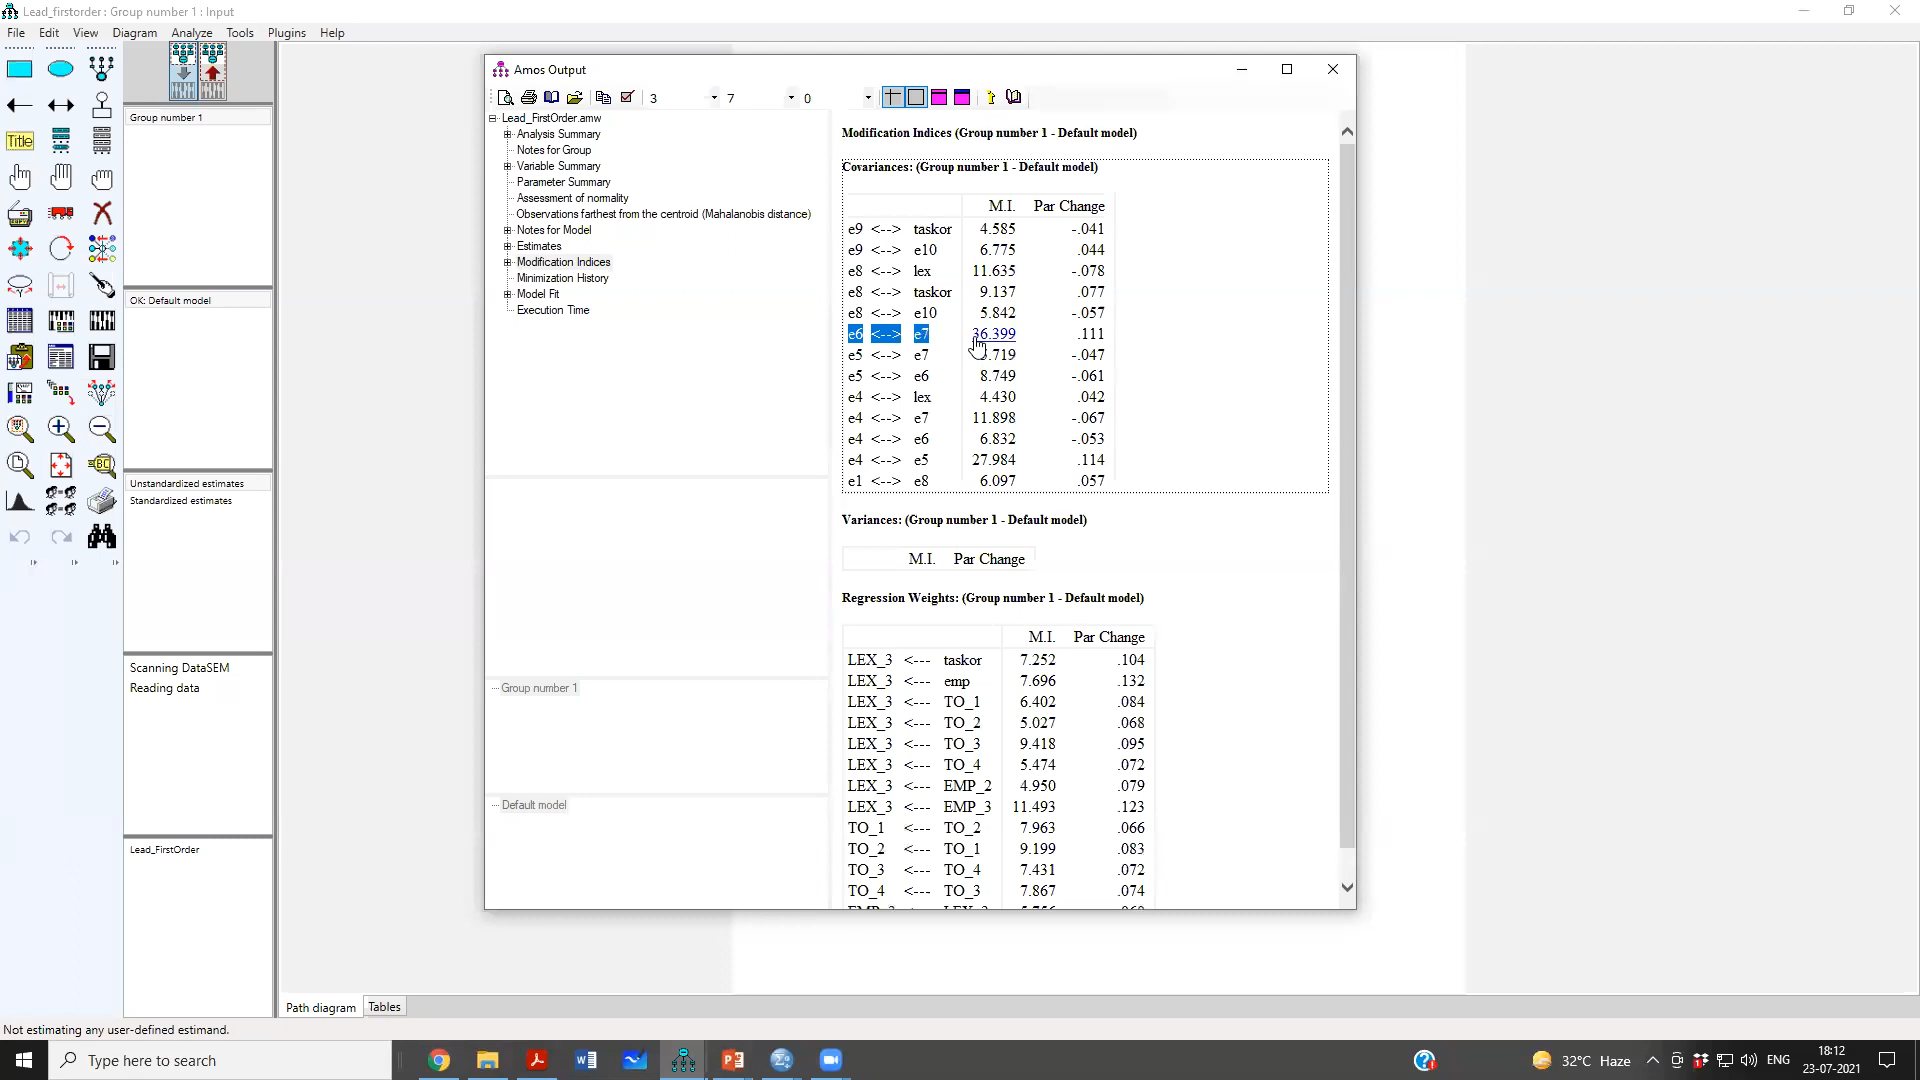 Lead_firstorder : Group number 1 : Input
File Edit View Diagram Analyze Tools Plugins Help
Title
Group number 1
OK: Default model
Unstandardized estimates
Standardized estimates
Scanning DataSEM
Reading data
Lead_FirstOrder
Amos Output
3 7 0
Lead_FirstOrder.amw
Analysis Summary
Notes for Group
Variable Summary
Parameter Summary
Assessment of normality
Observations farthest from the centroid (Mahalanobis distance)
Notes for Model
Estimates
Modification Indices
Minimization History
Model Fit
Execution Time
Group number 1
Default model
Modification Indices (Group number 1 - Default model)
Covariances: (Group number 1 - Default model)
M.I. Par Change
e9 <--> taskor 4.585 -.041
e9 <--> e10 6.775 .044
e8 <--> lex 11.635 -.078
e8 <--> taskor 9.137 .077
e8 <--> e10 5.842 -.057
e6 <--> e7 36.399 .111
e5 <--> e7 .719 -.047
e5 <--> e6 8.749 -.061
e4 <--> lex 4.430 .042
e4 <--> e7 11.898 -.067
e4 <--> e6 6.832 -.053
e4 <--> e5 27.984 .114
e1 <--> e8 6.097 .057
Variances: (Group number 1 - Default model)
M.I. Par Change
Regression Weights: (Group number 1 - Default model)
M.I. Par Change
LEX_3 <--- taskor 7.252 .104
LEX_3 <--- emp 7.696 .132
LEX_3 <--- TO_1 6.402 .084
LEX_3 <--- TO_2 5.027 .068
LEX_3 <--- TO_3 9.418 .095
LEX_3 <--- TO_4 5.474 .072
LEX_3 <--- EMP_2 4.950 .079
LEX_3 <--- EMP_3 11.493 .123
TO_1 <--- TO_2 7.963 .066
TO_2 <--- TO_1 9.199 .083
TO_3 <--- TO_4 7.431 .072
TO_4 <--- TO_3 7.867 .074
Path diagram Tables
Not estimating any user-defined estimand.
Type here to search
32°C Haze
ENG
18:12
23-07-2021